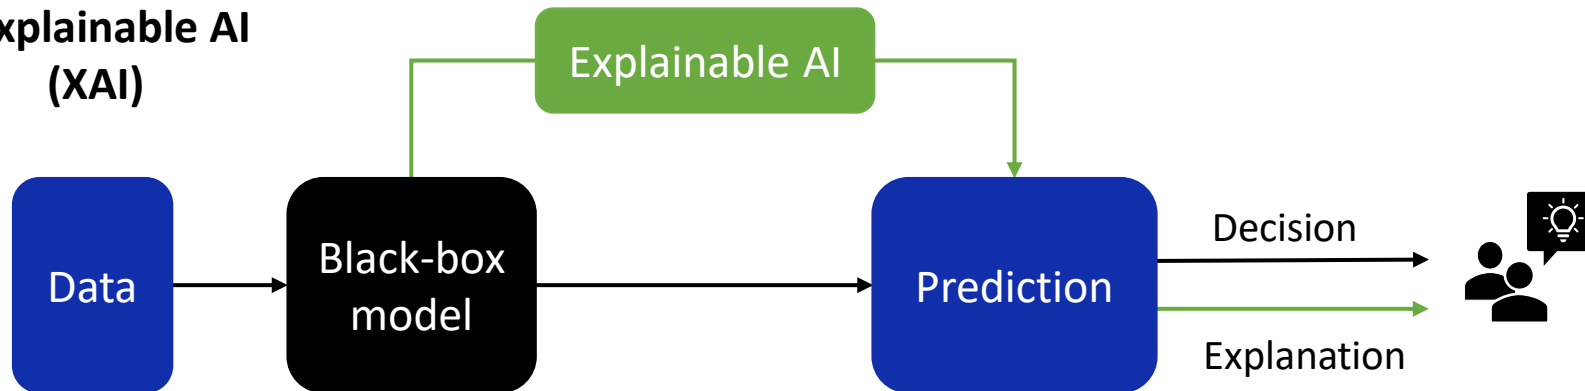 xplainable AI
(XAI)
Explainable AI
Data
Black-box
model
Prediction
Decision
Explanation